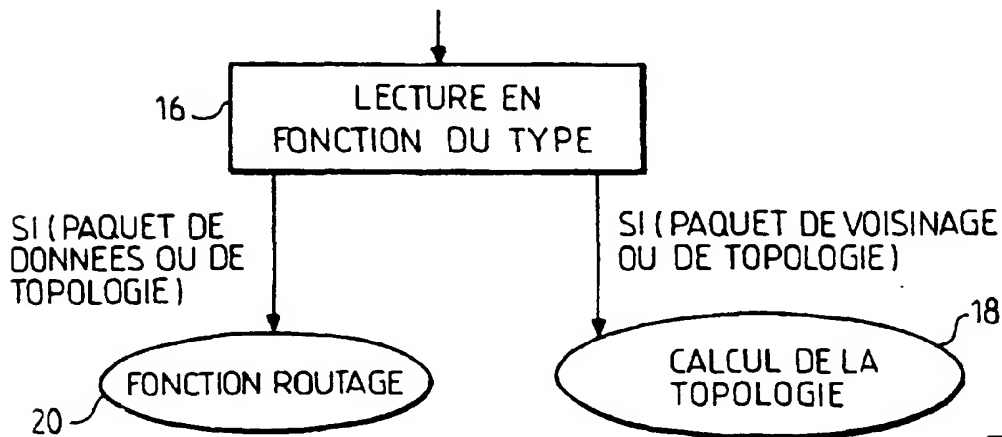 16
LECTURE EN
FONCTION DU TYPE
SI (PAQUET DE
DONNEES OU DE
TOPOLOGIE)
SI (PAQUET DE VOISINAGE
OU DE TOPOLOGIE)
FONCTION ROUTAGE
20
CALCUL DE LA
TOPOLOGIE
18